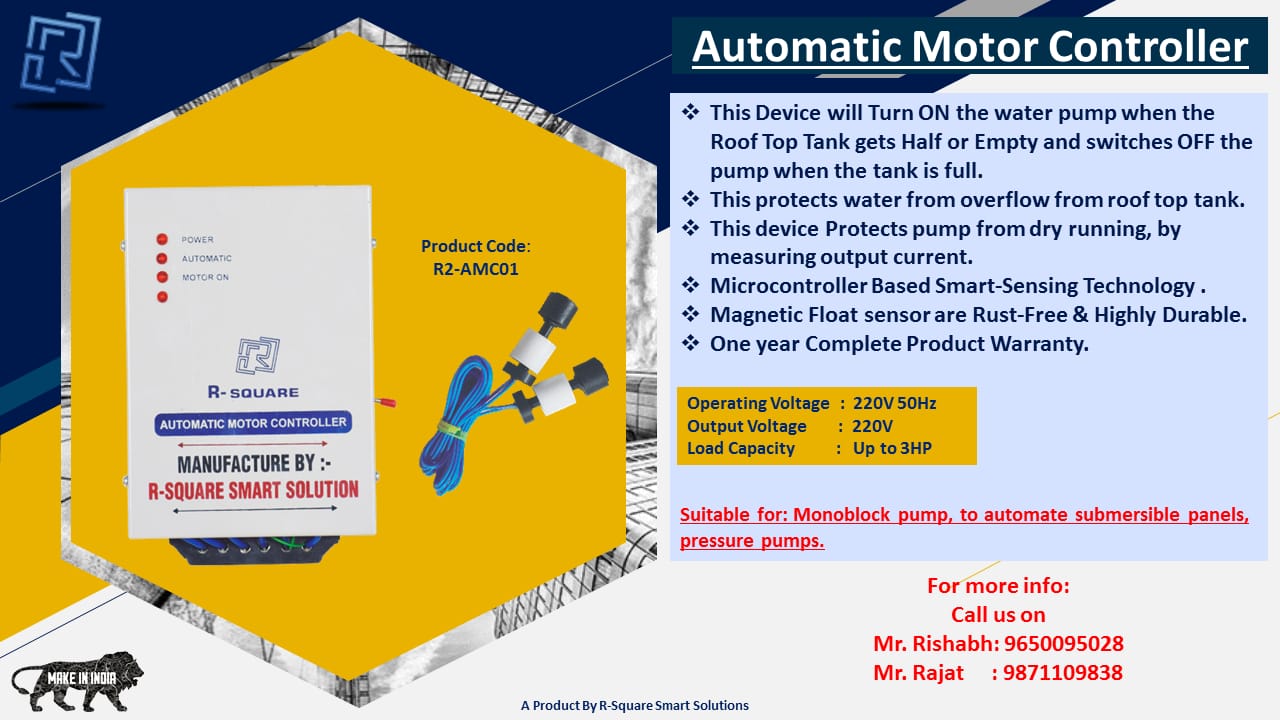 Automatic Motor Controller
❖ This Device will Turn ON the water pump when the
Roof Top Tank gets Half or Empty and switches OFF the
pump when the tank is full.
❖ This protects water from overflow from roof top tank.
❖ This device Protects pump from dry running, by
measuring output current.
❖ Microcontroller Based Smart-Sensing Technology .
❖ Magnetic Float sensor are Rust-Free & Highly Durable.
❖ One year Complete Product Warranty.
Operating Voltage : 220V 50Hz
Output Voltage : 220V
Load Capacity : Up to 3HP
Suitable for: Monoblock pump, to automate submersible panels,
pressure pumps.
For more info:
Call us on
Mr. Rishabh: 9650095028
Mr. Rajat : 9871109838
Product Code:
R2-AMC01
POWER
AUTOMATIC
MOTOR ON
R-SQUARE
AUTOMATIC MOTOR CONTROLLER
MANUFACTURE BY :-
R-SQUARE SMART SOLUTION
MAKE IN INDIA
A Product By R-Square Smart Solutions